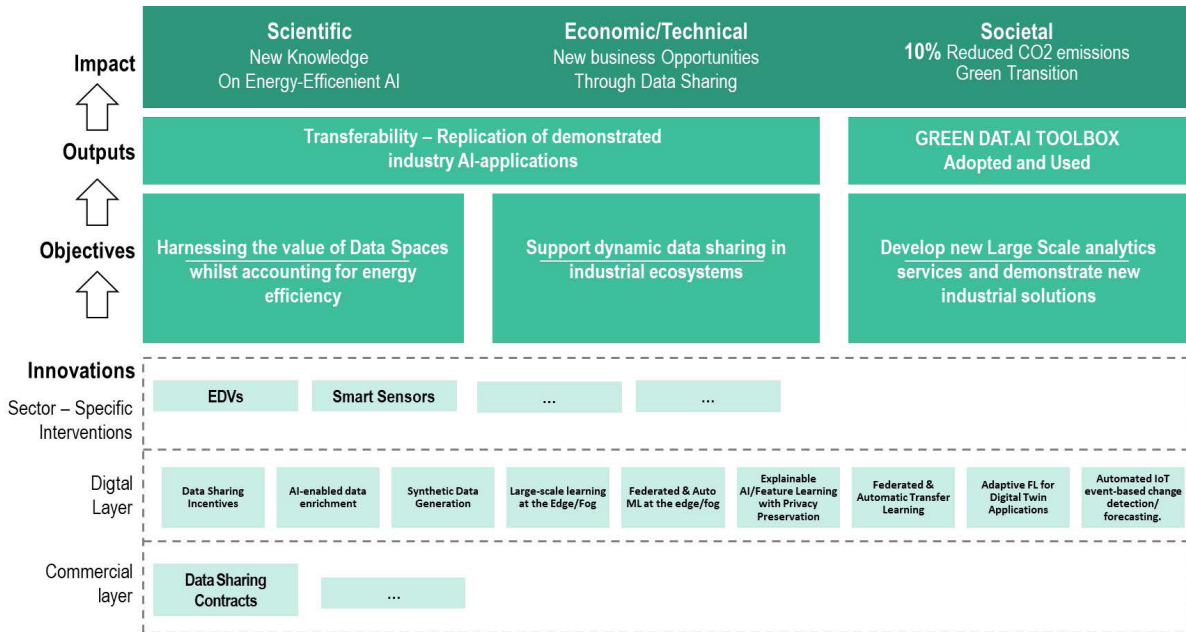 Impact
Scientific
New Knowledge
On Energy-Efficenient AI
Economic/Technical
New business Opportunities
Through Data Sharing
Societal
10% Reduced CO2 emissions
Green Transition
Outputs
Transferability – Replication of demonstrated
industry AI-applications
GREEN DAT.AI TOOLBOX
Adopted and Used
Objectives
Harnessing the value of Data Spaces
whilst accounting for energy
efficiency
Support dynamic data sharing in
industrial ecosystems
Develop new Large Scale analytics
services and demonstrate new
industrial solutions
Innovations
Sector – Specific
Interventions
EDVs
Smart Sensors
...
...
Digtal
Layer
Data Sharing
Incentives
AI-enabled data
enrichment
Synthetic Data
Generation
Large-scale learning
at the Edge/Fog
Federated & Auto
ML at the edge/fog
Explainable
AI/Feature Learning
with Privacy
Preservation
Federated &
Automatic Transfer
Learning
Adaptive FL for
Digital Twin
Applications
Automated IoT
event-based change
detection/
forecasting.
Commercial
layer
Data Sharing
Contracts
...